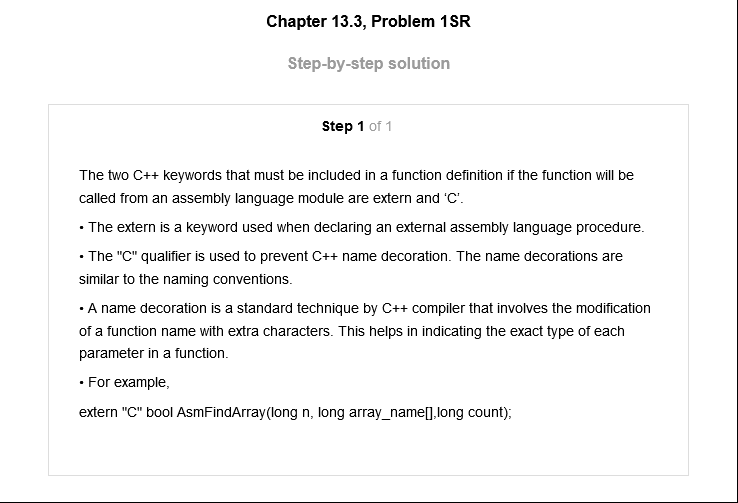 Chapter 13.3, Problem 1SR
Step-by-step solution
Step 1 of 1
The two C++ keywords that must be included in a function definition if the function will be
called from an assembly language module are extern and ‘C’.
• The extern is a keyword used when declaring an external assembly language procedure.
• The "C" qualifier is used to prevent C++ name decoration. The name decorations are
similar to the naming conventions.
• A name decoration is a standard technique by C++ compiler that involves the modification
of a function name with extra characters. This helps in indicating the exact type of each
parameter in a function.
• For example,
extern "C" bool AsmFindArray(long n, long array_name[],long count);